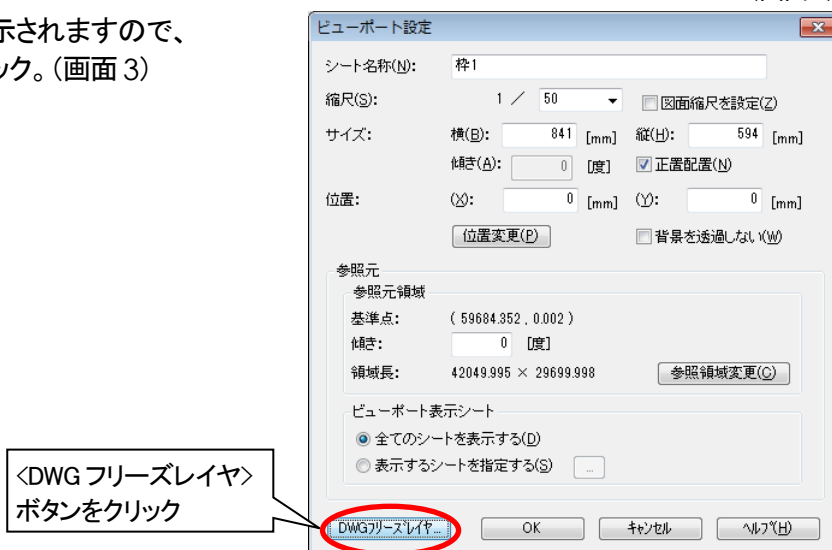 示されますので、
ック。(画面 3)
ビューポート設定
シート名称(N): 枠1
縮尺(S): 1 / 50 図面縮尺を設定(Z)
サイズ: 横(B): 841 [mm] 縦(H): 594 [mm]
傾き(A): 0 [度] 正置配置(N)
位置: (X): 0 [mm] (Y): 0 [mm]
位置変更(P) 背景を透過しない(W)
参照元
参照元領域
基準点: ( 59684.352 , 0.002 )
傾き: 0 [度]
領域長: 42049.995 × 29699.998 参照領域変更(C)
ビューポート表示シート
全てのシートを表示する(D)
表示するシートを指定する(S) ...
<DWG フリーズレイヤ>
ボタンをクリック
DWGフリーズレイヤ... OK キャンセル ヘルプ(H)